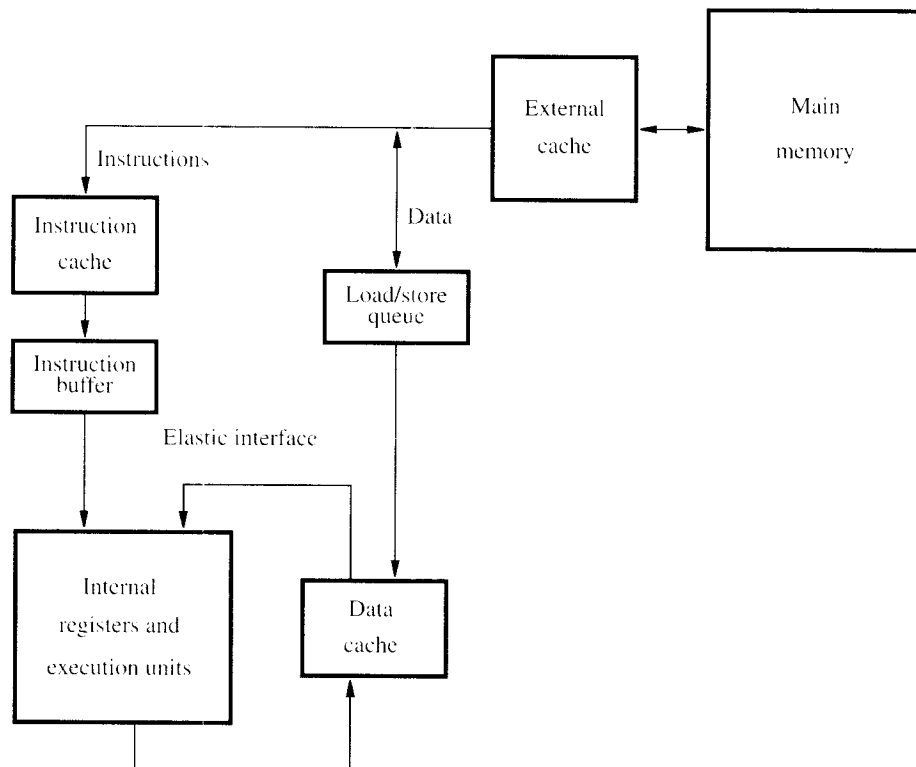 External
cache
Main
memory
Instructions
Instruction
cache
Data
Load/store
queue
Instruction
buffer
Elastic interface
Internal
registers and
execution units
Data
cache